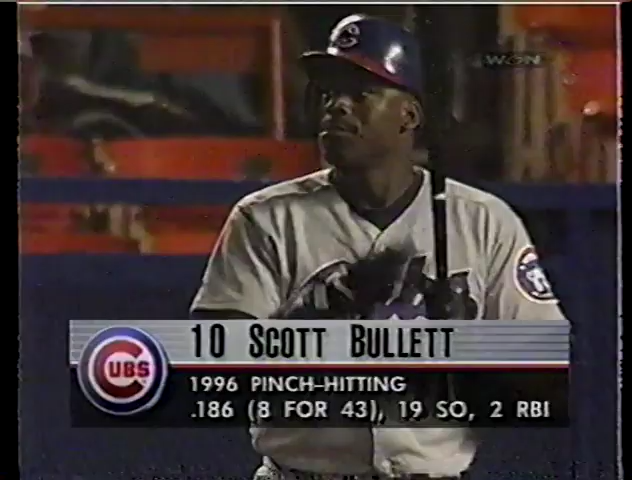 C
WGN
10 SCOTT BULLETT
CUBS
1996 PINCH-HITTING
.186 (8 FOR 43), 19 SO, 2 RBI